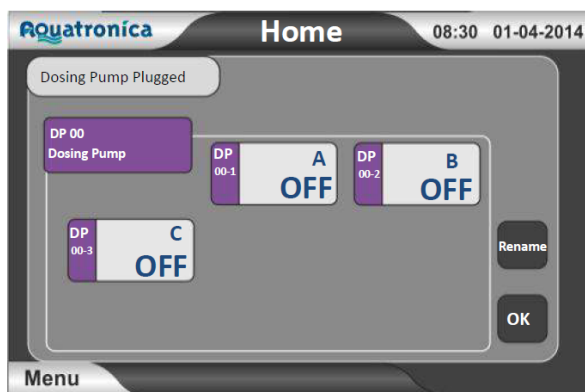 Aquatronica Home 08:30 01-04-2014
Dosing Pump Plugged
DP 00
Dosing Pump
DP
00-1
A
OFF
DP
00-2
B
OFF
DP
00-3
C
OFF
Rename
OK
Menu